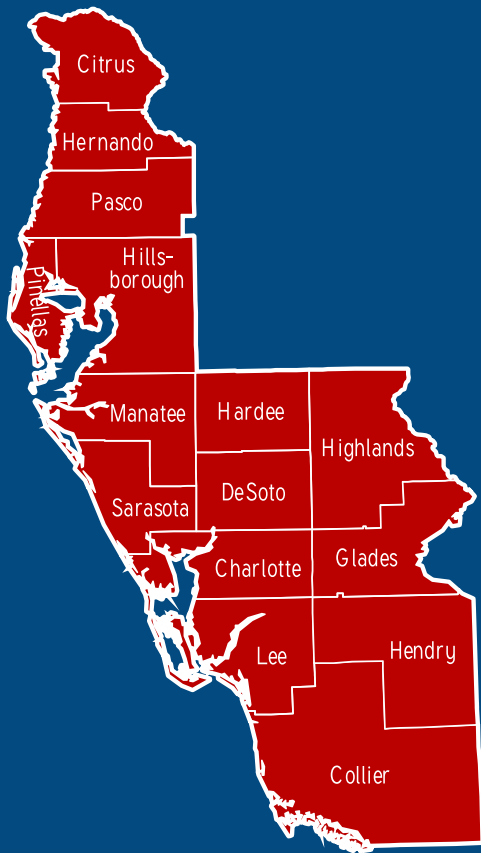 Citrus
Hernando
Pasco
Hills-
borough
Pinellas
Manatee
Hardee
Highlands
DeSoto
Sarasota
Glades
Charlotte
Hendry
Lee
Collier